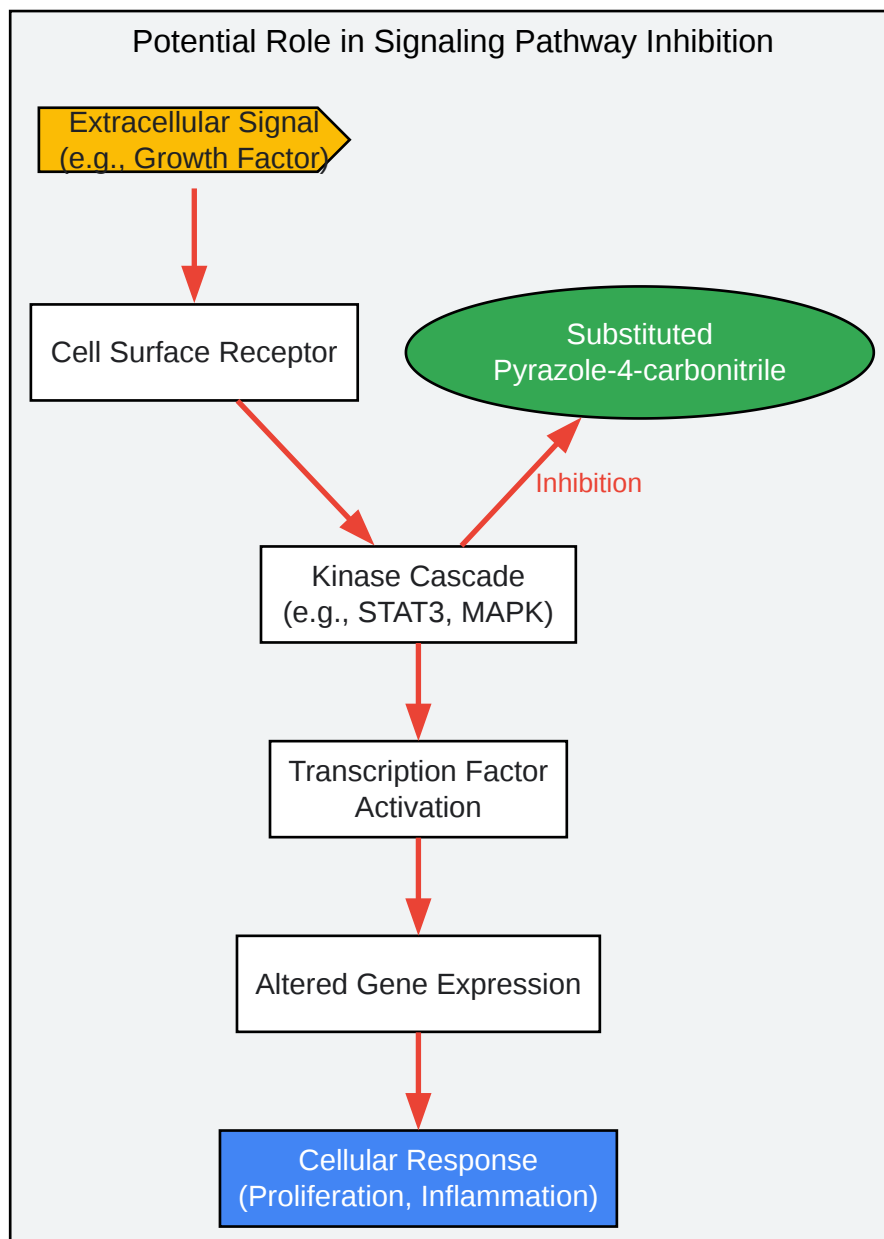 Potential Role in Signaling Pathway Inhibition
Extracellular Signal
(e.g., Growth Factor)
Cell Surface Receptor
Substituted
Pyrazole-4-carbonitrile
Inhibition
Kinase Cascade
(e.g., STAT3, MAPK)
Transcription Factor
Activation
Altered Gene Expression
Cellular Response
(Proliferation, Inflammation)